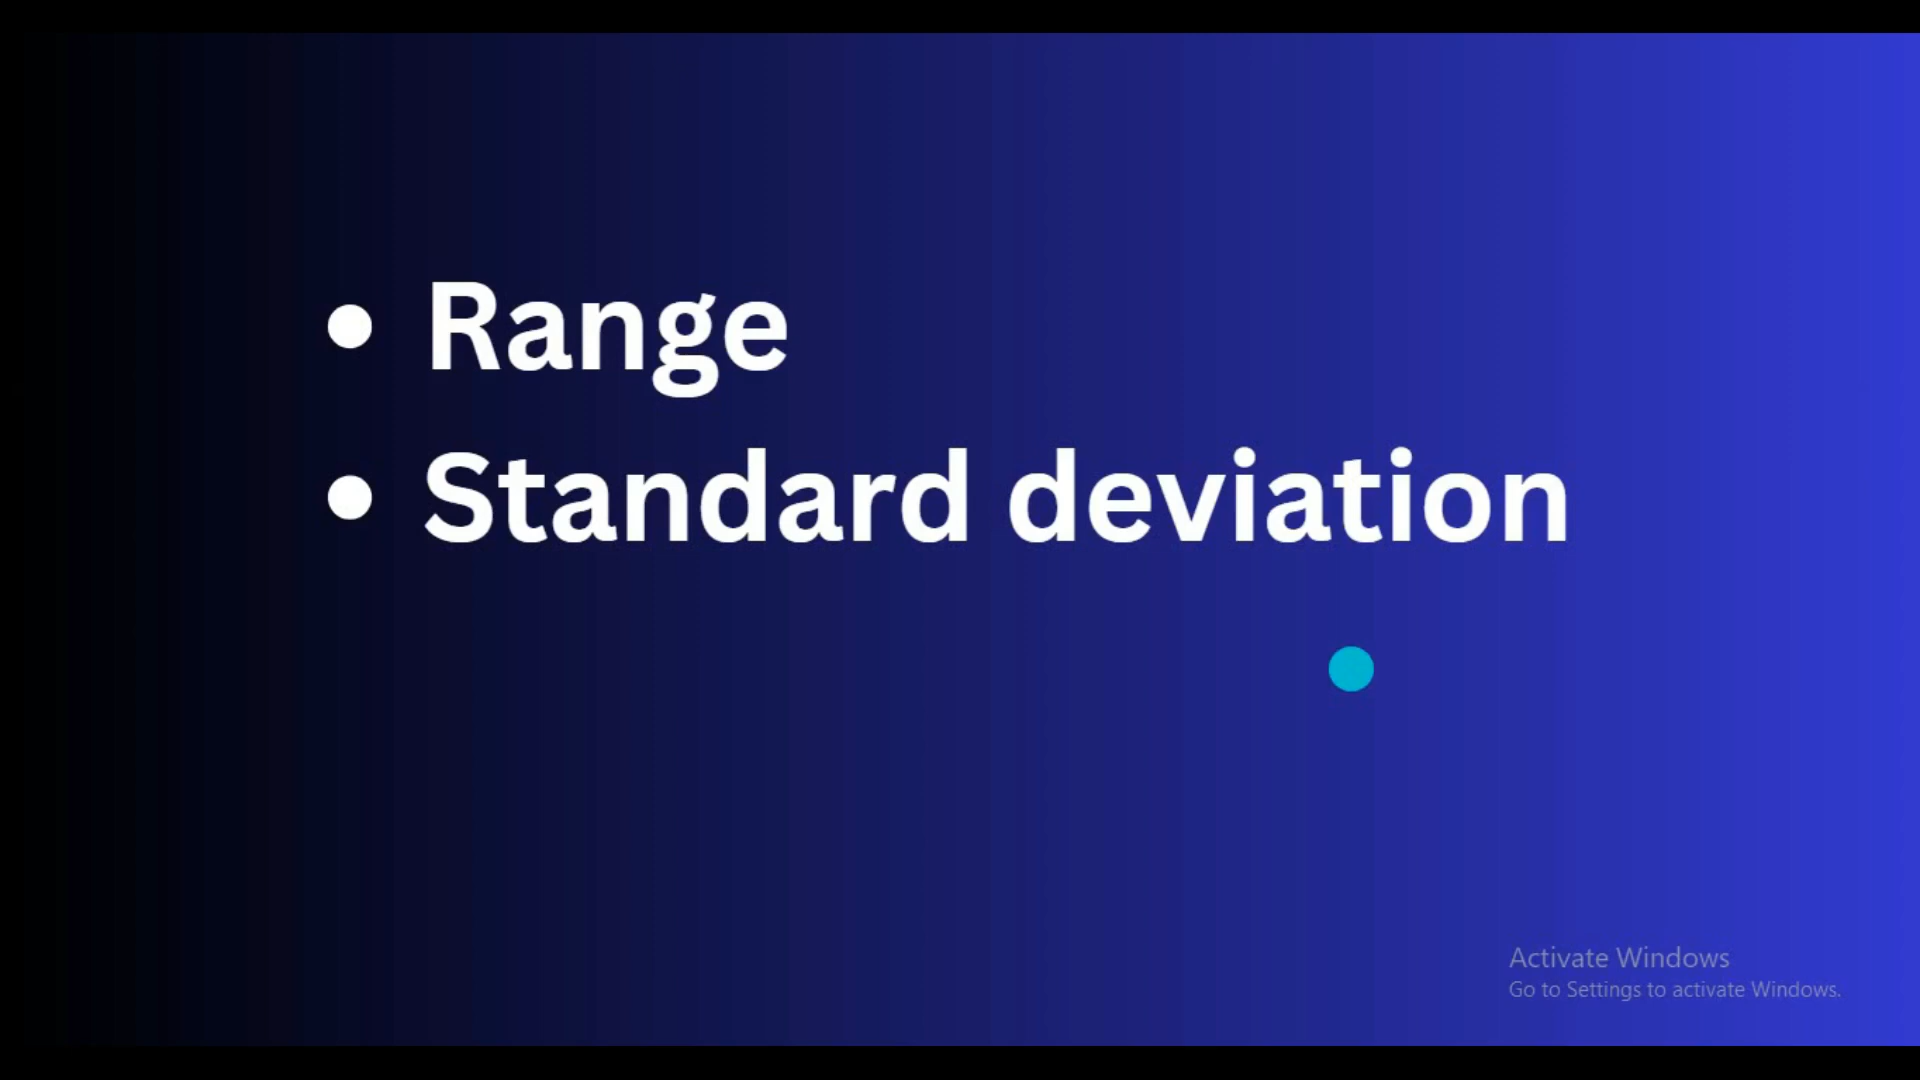 • Range
• Standard deviation
Activate Windows
Go to Settings to activate Windows.